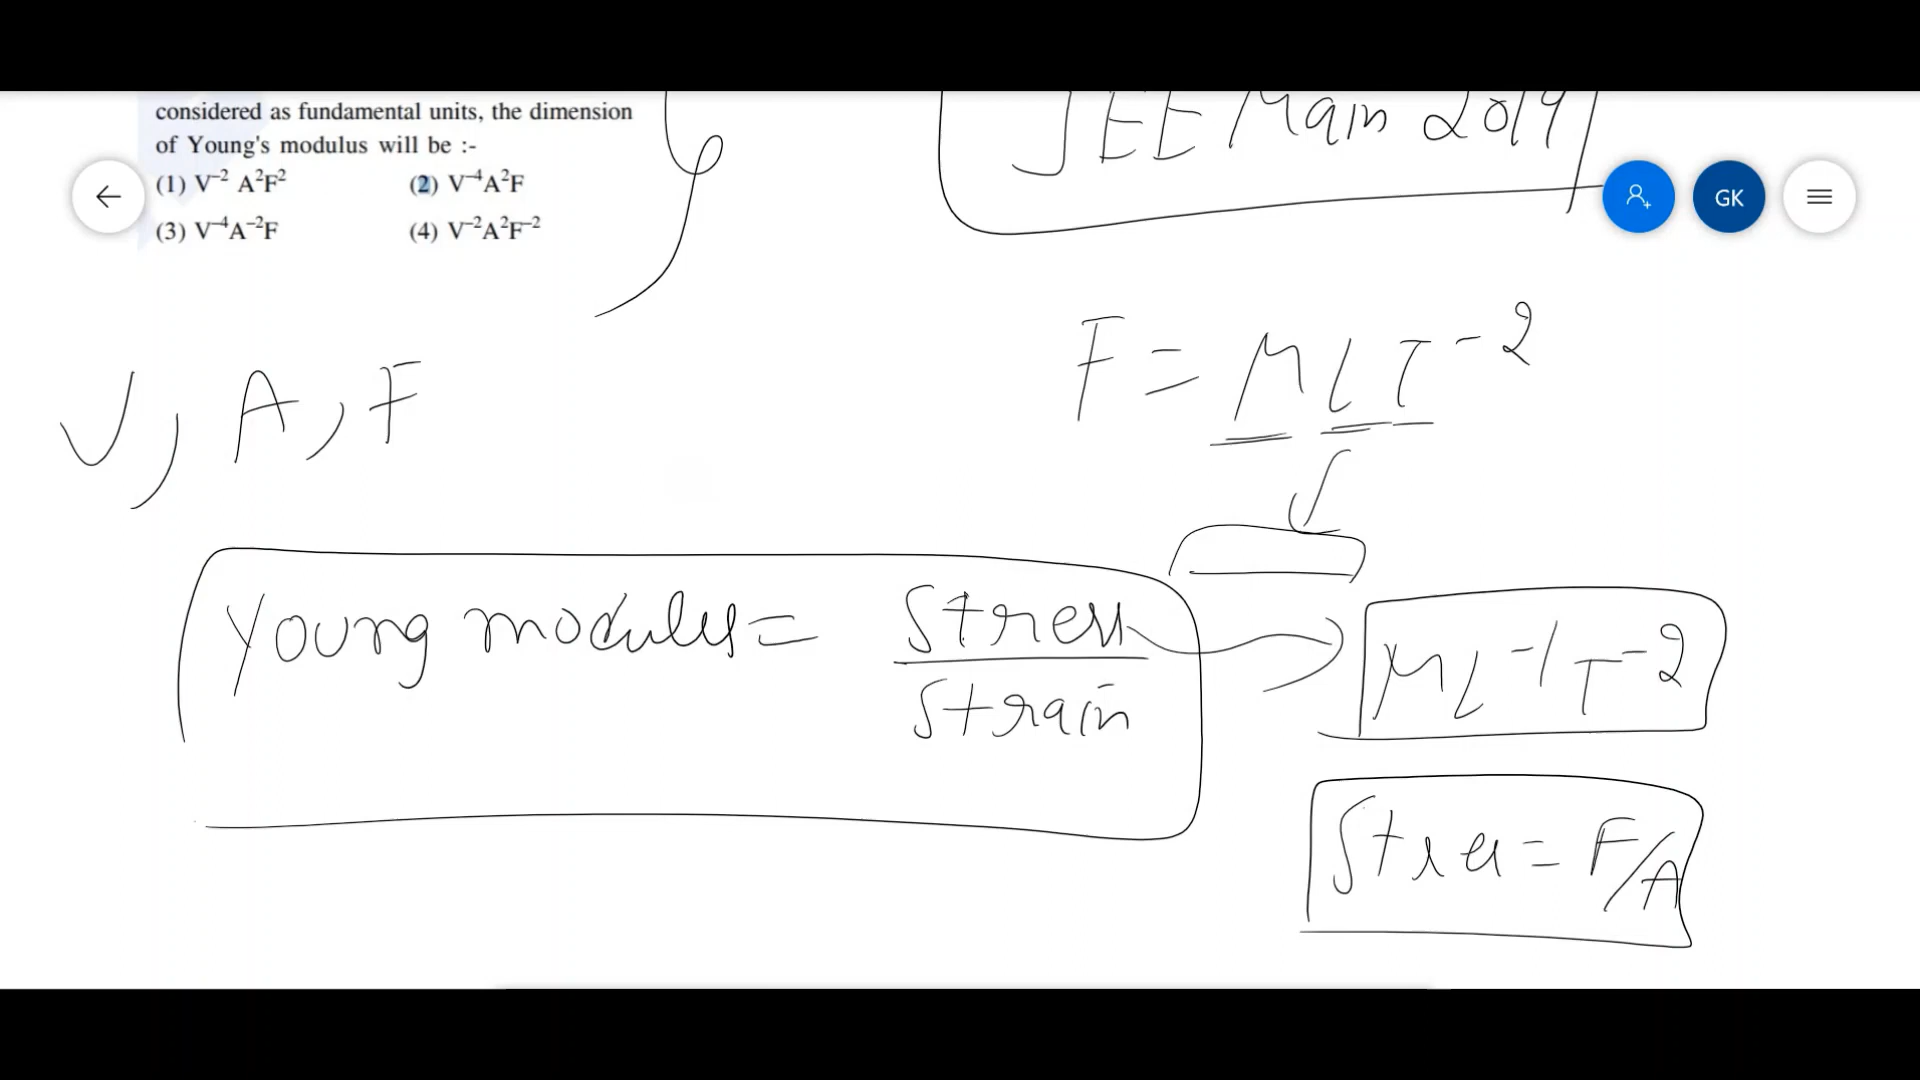 considered as fundamental units, the dimension
of Young's modulus will be :-
(1) V⁻² A²F² (2) V⁻⁴A²F
(3) V⁻⁴A⁻²F (4) V⁻²A²F⁻²
JEE Main 2019
GK
F = MLT⁻²
V, A, F
Young modulus = Stress
Strain
ML⁻¹T⁻²
Stress = F/A